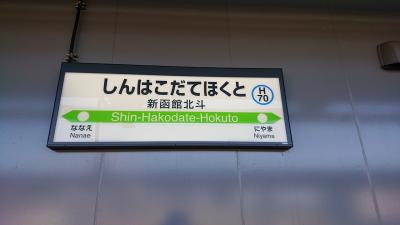 しんはこだてほくと
新函館北斗
H
70
Shin-Hakodate-Hokuto
ななえ
Nanae
にやま
Niyama